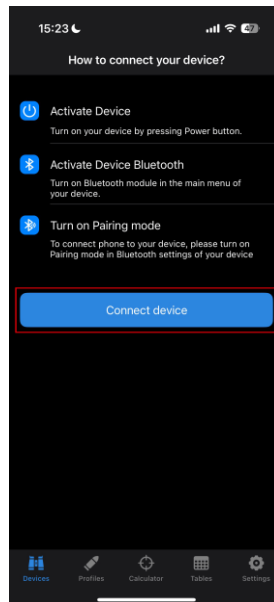 15:23
47
How to connect your device?
Activate Device
Turn on your device by pressing Power button.
Activate Device Bluetooth
Turn on Bluetooth module in the main menu of
your device.
Turn on Pairing mode
To connect phone to your device, please turn on
Pairing mode in Bluetooth settings of your device
Connect device
Devices Profiles Calculator Tables Settings